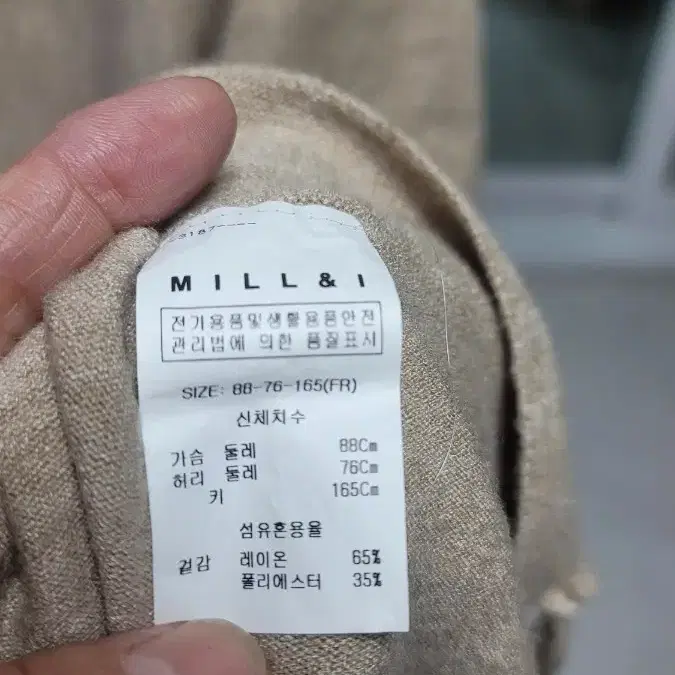 MILL&I
전기용품및생활용품안전
관리법에 의한 품질표시
SIZE: 88-76-165(FR)
신체치수
가슴 둘레 88Cm
허리 둘레 76Cm
키 165Cm
섬유혼용율
겉감 레이온 65%
폴리에스터 35%